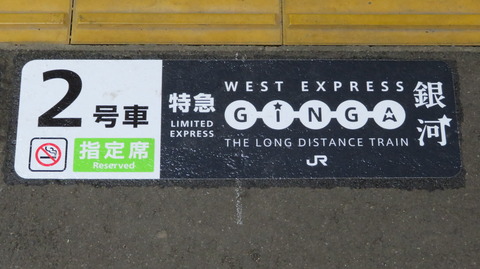 2号車
指定席
Reserved
特急
LIMITED
EXPRESS
WEST EXPRESS
GiNGA
銀河
THE LONG DISTANCE TRAIN
JR